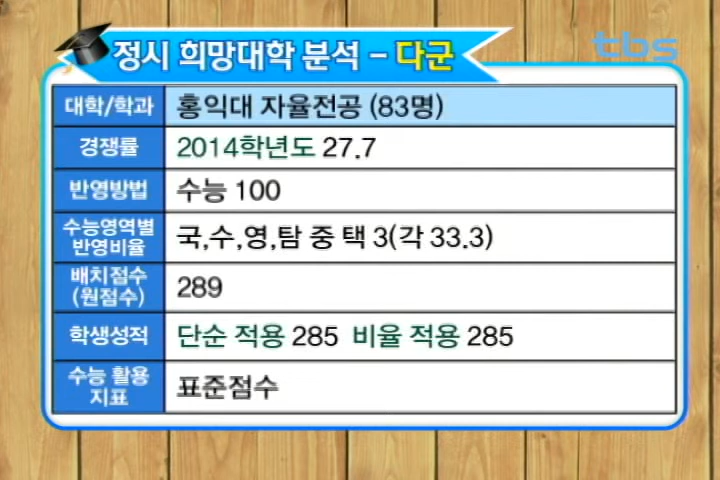 정시 희망대학 분석 - 다군
tbs
대학/학과 홍익대 자율전공 (83명)
경쟁률 2014학년도 27.7
반영방법 수능 100
수능영역별
반영비율
국,수,영,탐 중 택 3(각 33.3)
배치점수
(원점수)
289
학생성적 단순 적용 285 비율 적용 285
수능 활용
지표
표준점수